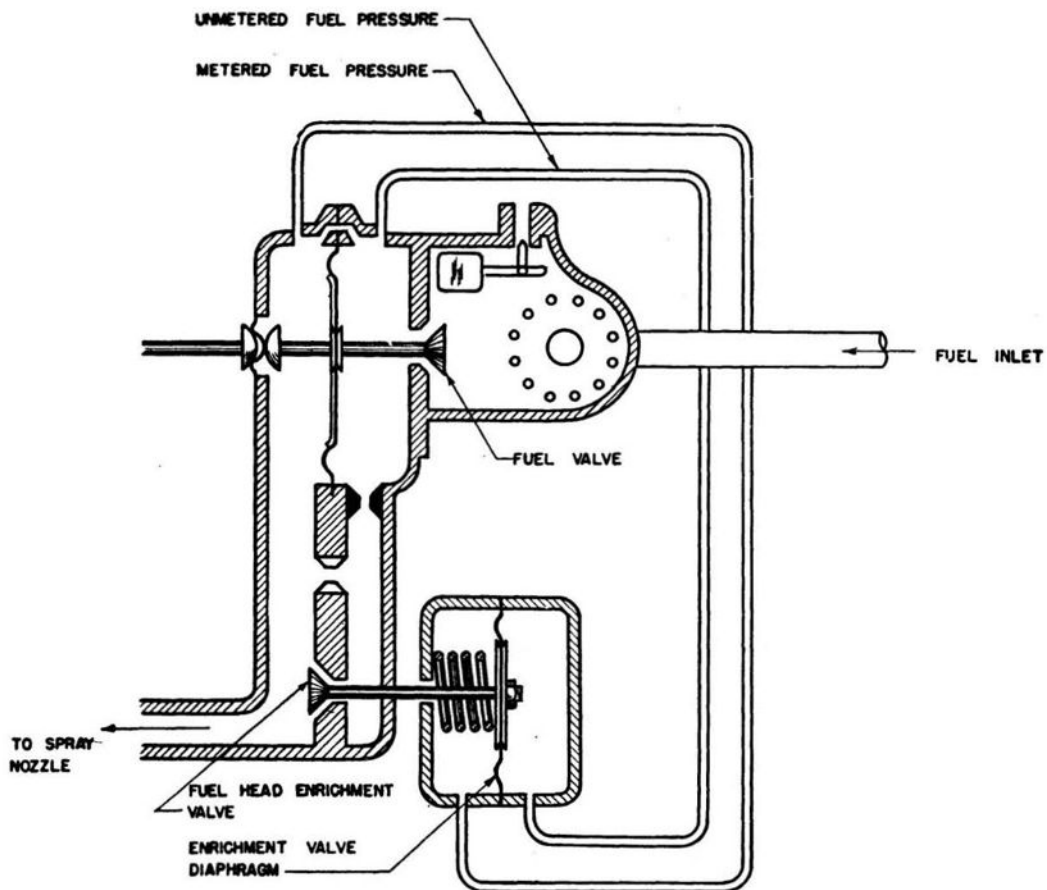 UNMETERED FUEL PRESSURE
METERED FUEL PRESSURE
FUEL INLET
FUEL VALVE
TO SPRAY
NOZZLE
FUEL HEAD ENRICHMENT
VALVE
ENRICHMENT VALVE
DIAPHRAGM